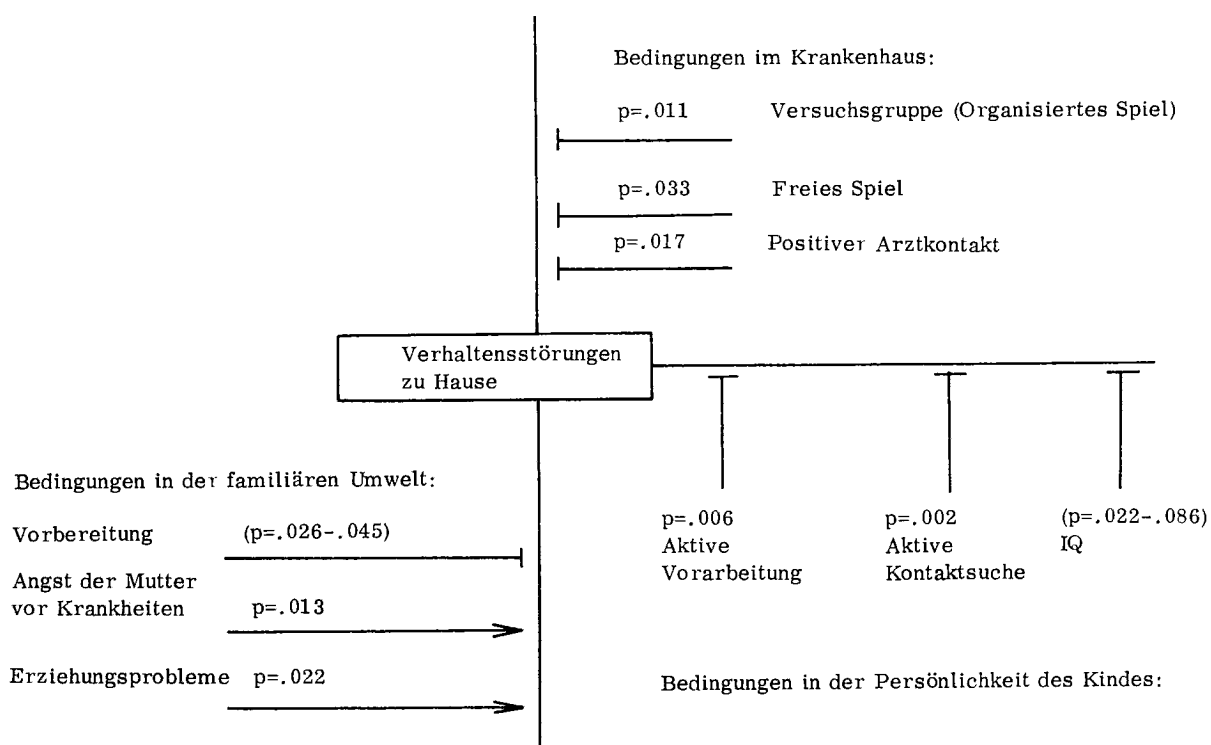 Bedingungen im Krankenhaus:
p=.011 Versuchsgruppe (Organisiertes Spiel)
p=.033 Freies Spiel
p=.017 Positiver Arztkontakt
Verhaltensstörungen
zu Hause
Bedingungen in der familiären Umwelt:
Vorbereitung (p=.026-.045)
Angst der Mutter
vor Krankheiten p=.013
Erziehungsprobleme p=.022
p=.006 p=.002 (p=.022-.086)
Aktive Aktive IQ
Vorarbeitung Kontaktsuche
Bedingungen in der Persönlichkeit des Kindes: